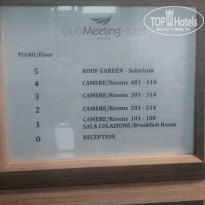 TOP HOTELS
ClubMeetingHotel
PIANO/Floor
5 ROOF GARDEN - Solarium
4 CAMERE/Rooms 401 - 414
3 CAMERE/Rooms 301 - 314
2 CAMERE/Rooms 201 - 214
1 CAMERE/Rooms 101 - 108
SALA COLAZIONE/Breakfast Room
0 RECEPTION